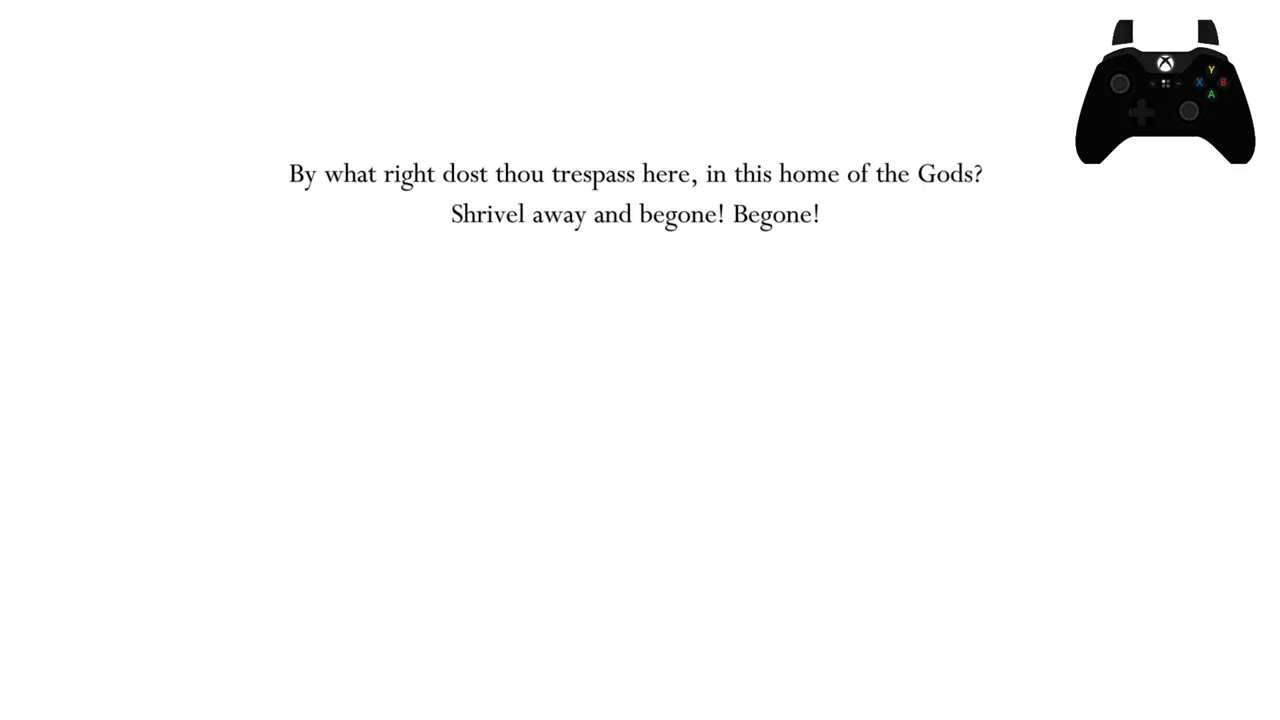 By what right dost thou trespass here, in this home of the Gods?
Shrivel away and begone! Begone!
Y
X B
A